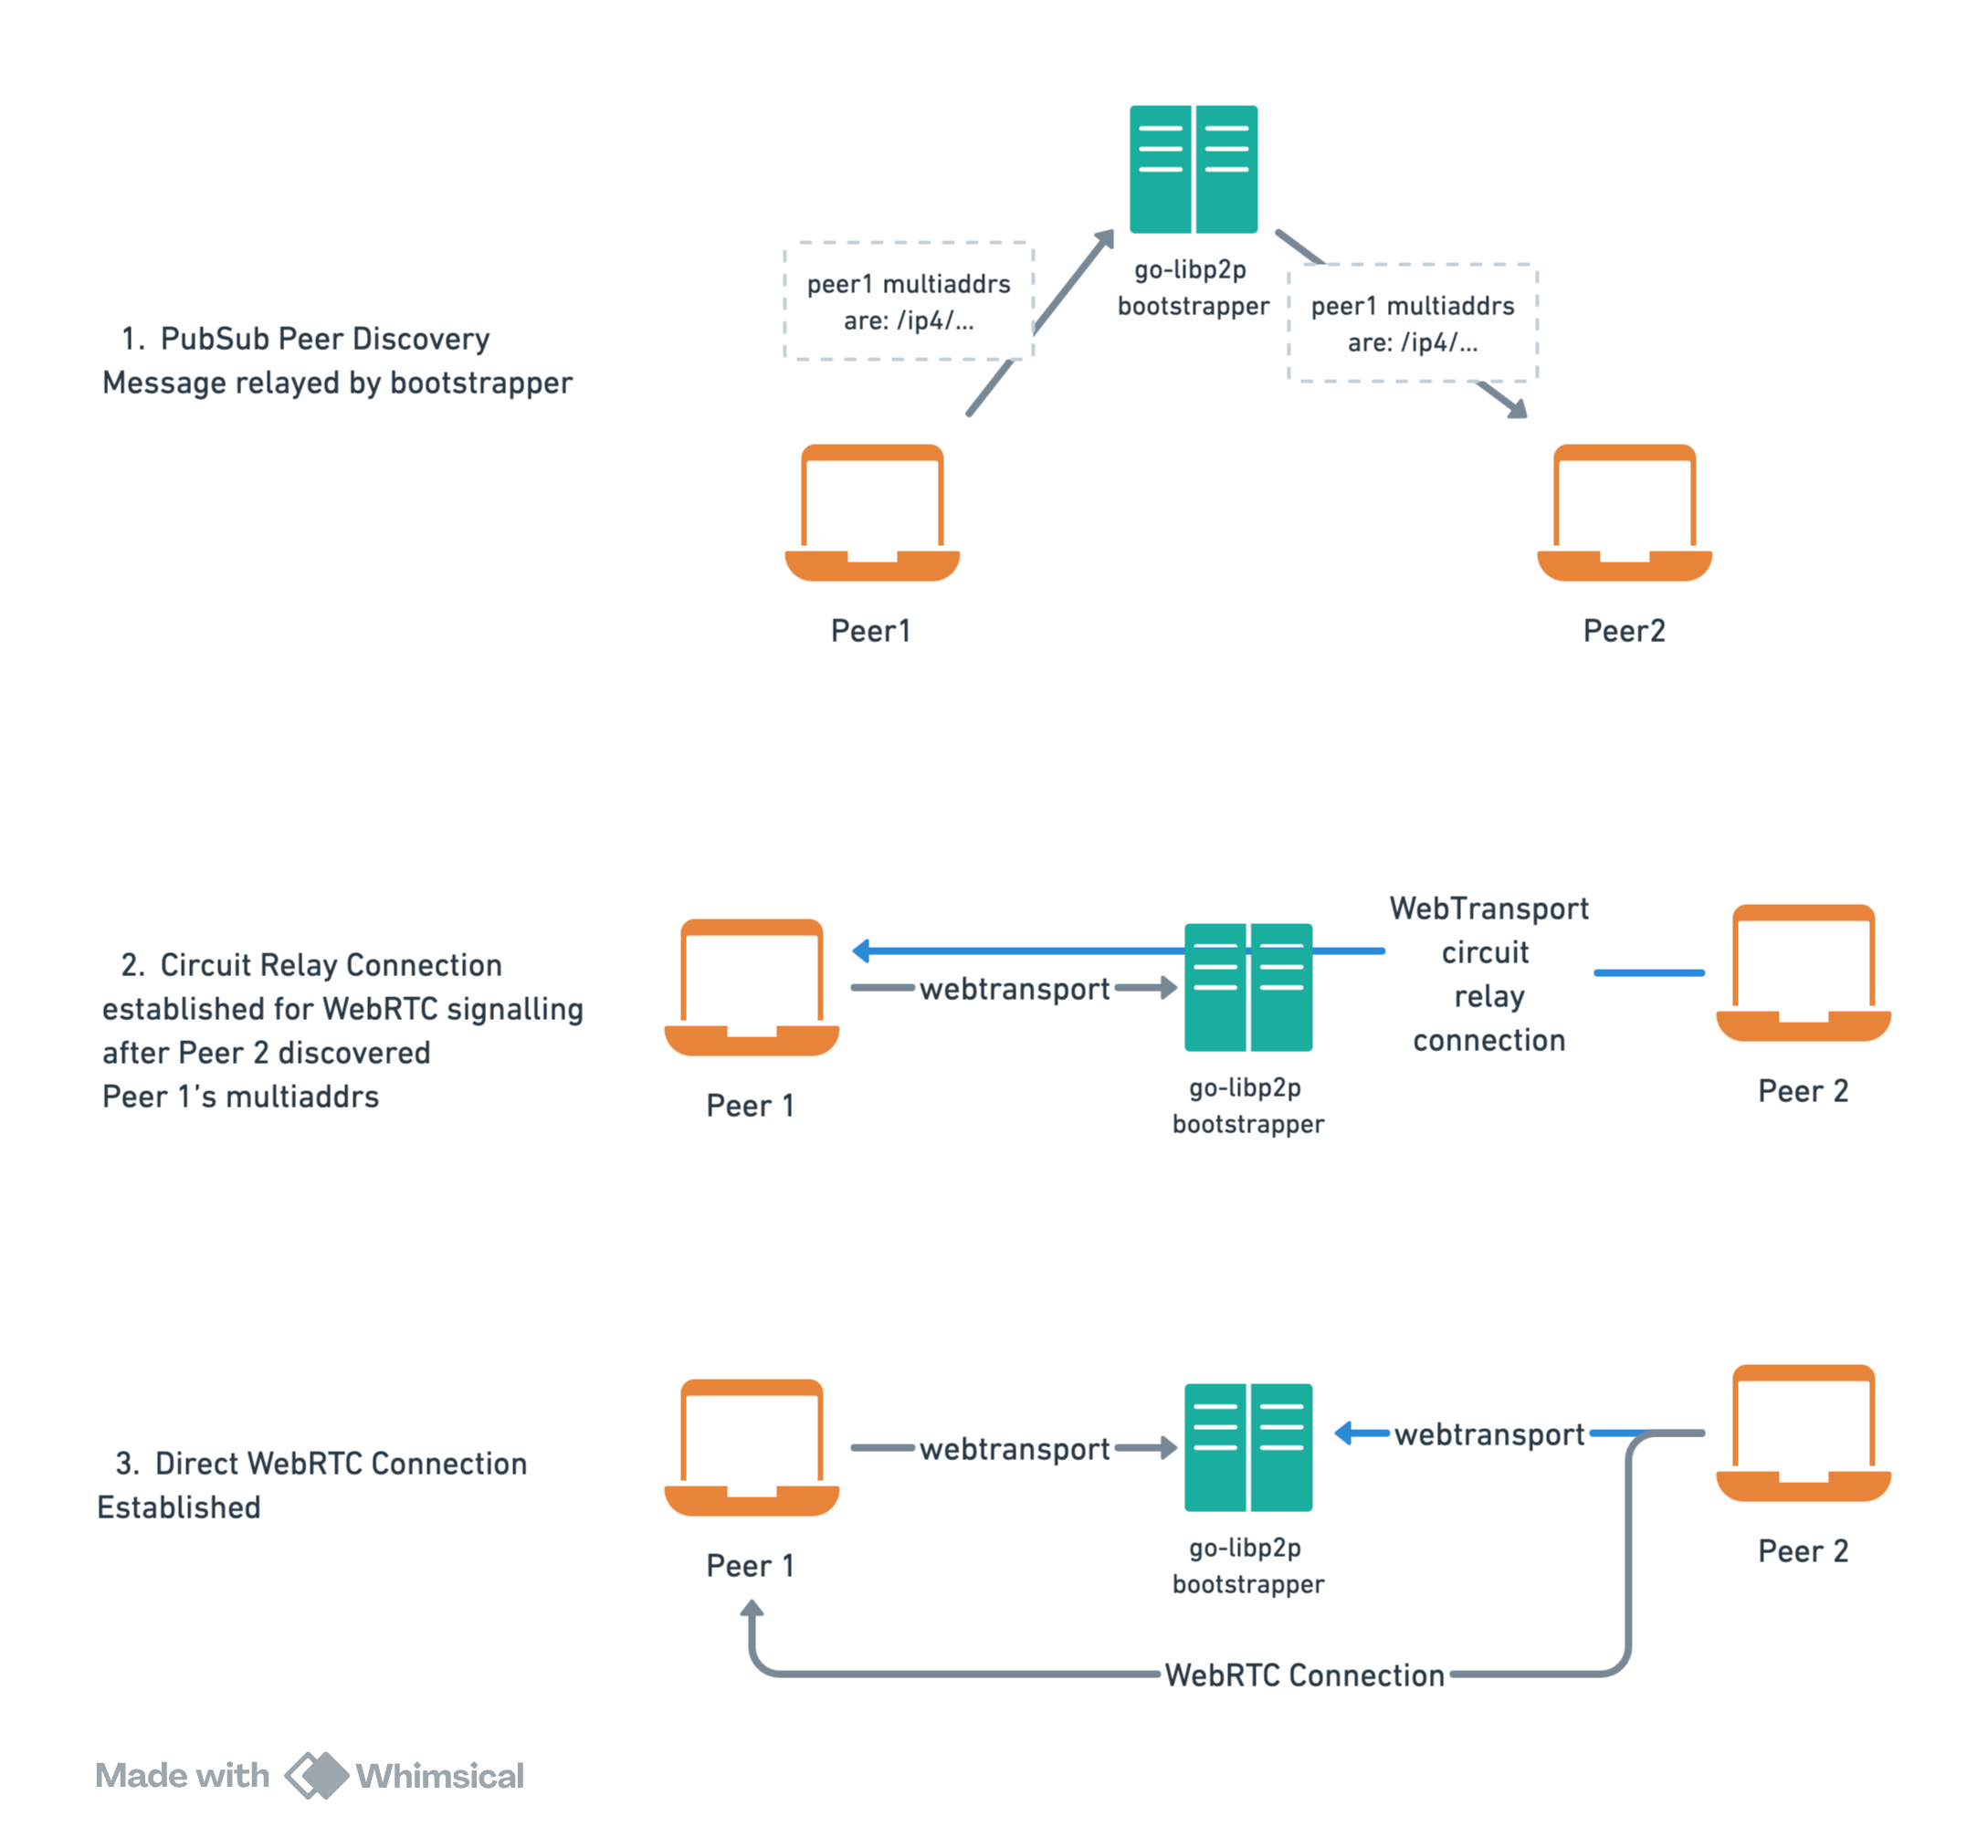 go-libp2p
bootstrapper
peer1 multiaddrs
are: /ip4/...
peer1 multiaddrs
are: /ip4/...
1. PubSub Peer Discovery
Message relayed by bootstrapper
Peer1
Peer2
WebTransport
circuit
relay
connection
2. Circuit Relay Connection
established for WebRTC signalling
after Peer 2 discovered
Peer 1's multiaddrs
webtransport
Peer 1
go-libp2p
bootstrapper
Peer 2
3. Direct WebRTC Connection
Established
webtransport
webtransport
Peer 1
go-libp2p
bootstrapper
Peer 2
WebRTC Connection
Made with Whimsical